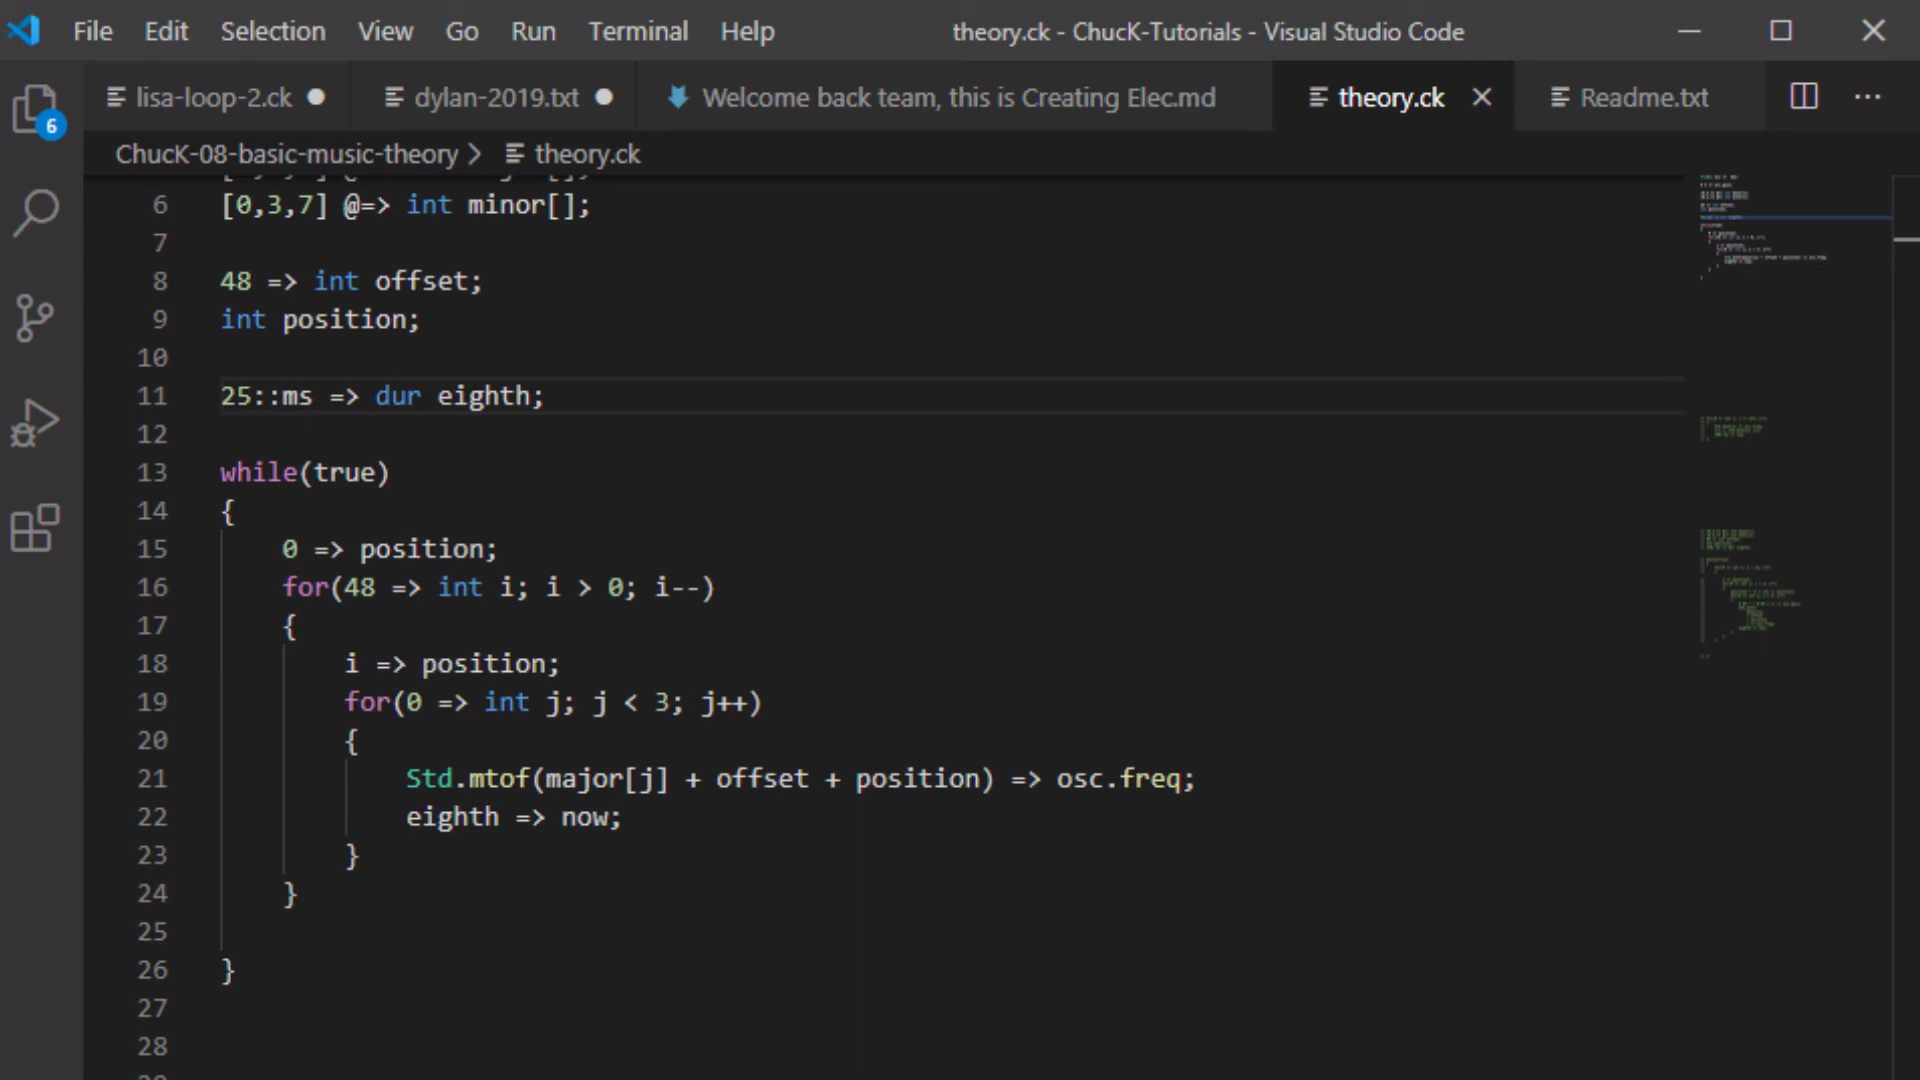 File Edit Selection View Go Run Terminal Help theory.ck - ChucK-Tutorials - Visual Studio Code
lisa-loop-2.ck dylan-2019.txt Welcome back team, this is Creating Elec.md theory.ck Readme.txt
6
ChucK-08-basic-music-theory > theory.ck
6 [0,3,7] @=> int minor[];
7
8 48 => int offset;
9 int position;
10
11 25::ms => dur eighth;
12
13 while(true)
14 {
15 0 => position;
16 for(48 => int i; i > 0; i--)
17 {
18 i => position;
19 for(0 => int j; j < 3; j++)
20 {
21 Std.mtof(major[j] + offset + position) => osc.freq;
22 eighth => now;
23 }
24 }
25
26 }
27
28